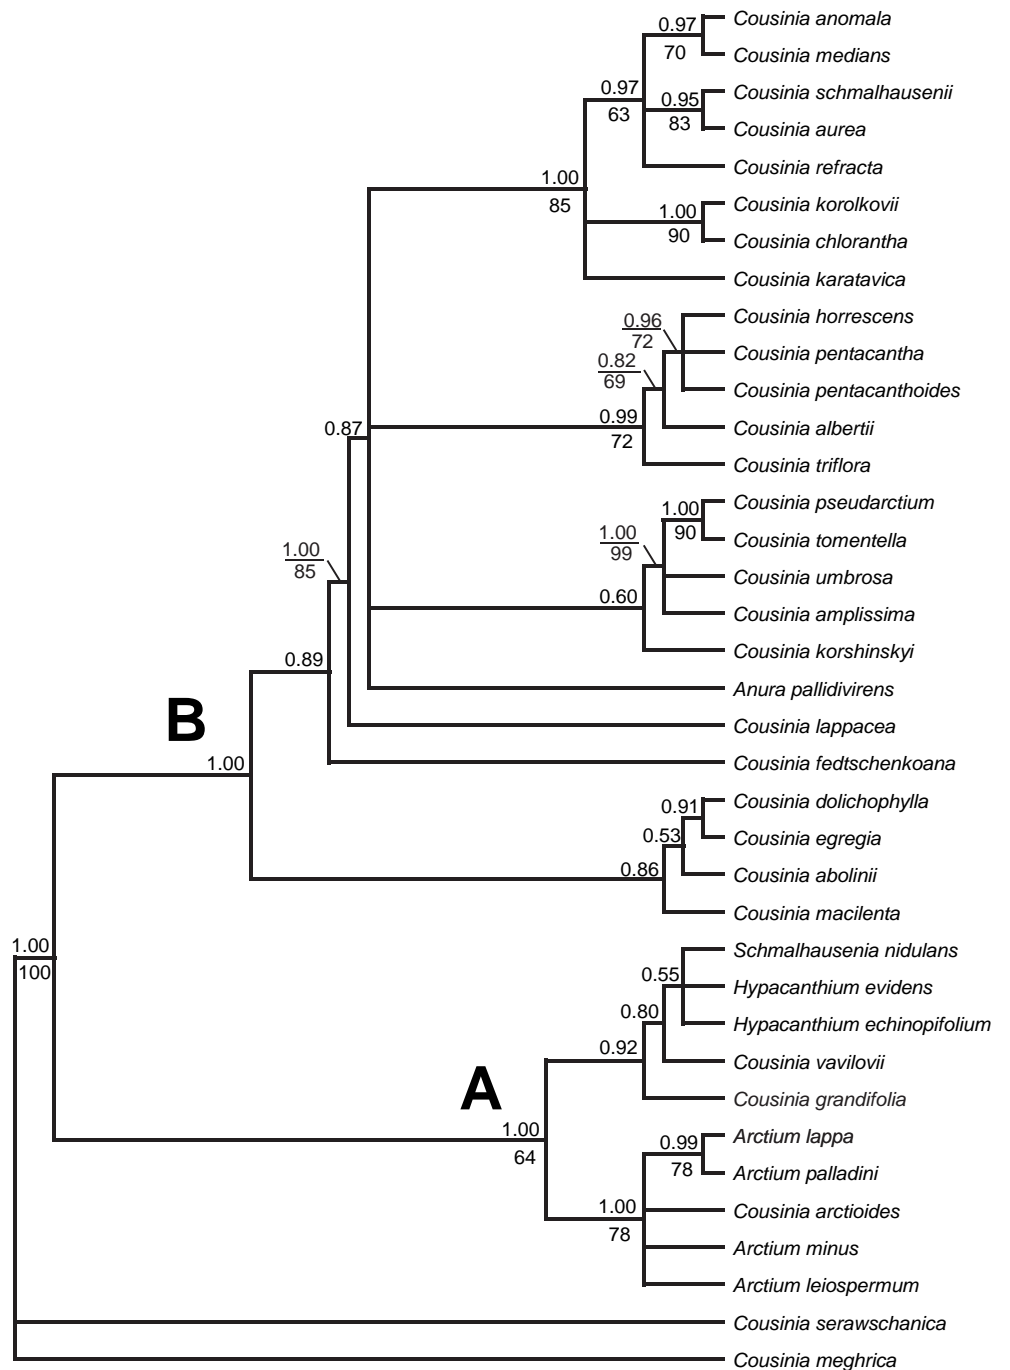 0.97
Cousinia anomala
70
Cousinia medians
0.97
0.95
Cousinia schmalhausenii
63
83
Cousinia aurea
Cousinia refracta
1.00
85
1.00
Cousinia korolkovii
90
Cousinia chlorantha
Cousinia karatavica
Cousinia horrescens
0.96
72
Cousinia pentacantha
0.82
69
Cousinia pentacanthoides
0.87
0.99
72
Cousinia albertii
Cousinia triflora
1.00
90
Cousinia pseudarctium
1.00
99
Cousinia tomentella
1.00
85
Cousinia umbrosa
0.60
Cousinia amplissima
Cousinia korshinskyi
0.89
Anura pallidivirens
B
Cousinia lappacea
1.00
Cousinia fedtschenkoana
0.91
Cousinia dolichophylla
0.53
Cousinia egregia
0.86
Cousinia abolinii
Cousinia macilenta
1.00
100
Schmalhausenia nidulans
0.55
Hypacanthium evidens
0.80
Hypacanthium echinopifolium
0.92
Cousinia vavilovii
A
Cousinia grandifolia
1.00
64
0.99
Arctium lappa
78
Arctium palladini
1.00
78
Cousinia arctioides
Arctium minus
Arctium leiospermum
Cousinia serawschanica
Cousinia meghrica